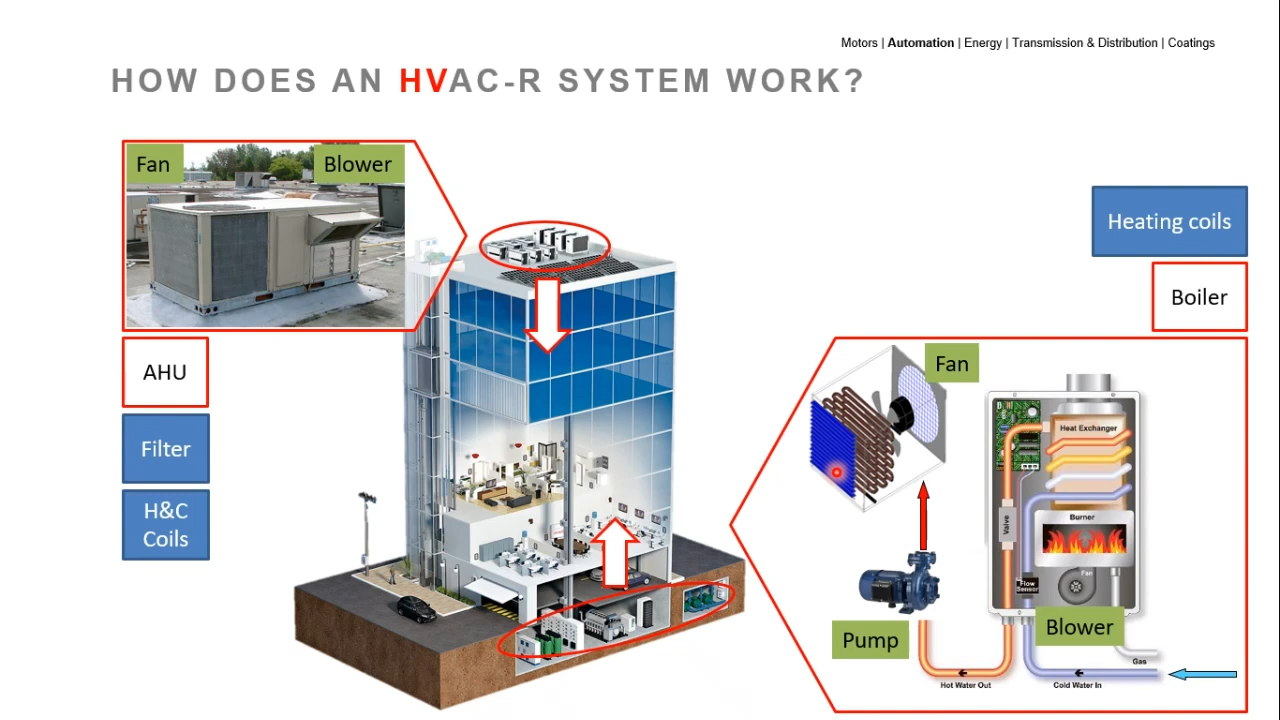 Motors | Automation | Energy | Transmission & Distribution | Coatings
HOW DOES AN HVAC-R SYSTEM WORK?
Fan
Blower
AHU
Filter
H&C
Coils
Heating coils
Boiler
Fan
Heat Exchanger
Valve
Burner
Fan
Flow
Sensor
Pump
Blower
Gas
Hot Water Out
Cold Water In